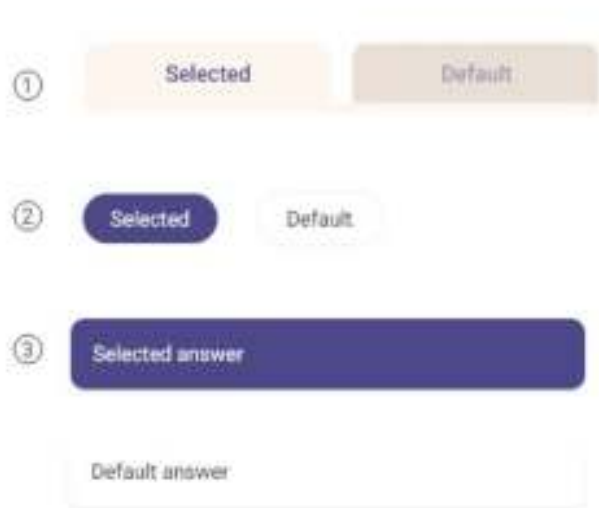 ① Selected Default
② Selected Default
③ Selected answer
Default answer